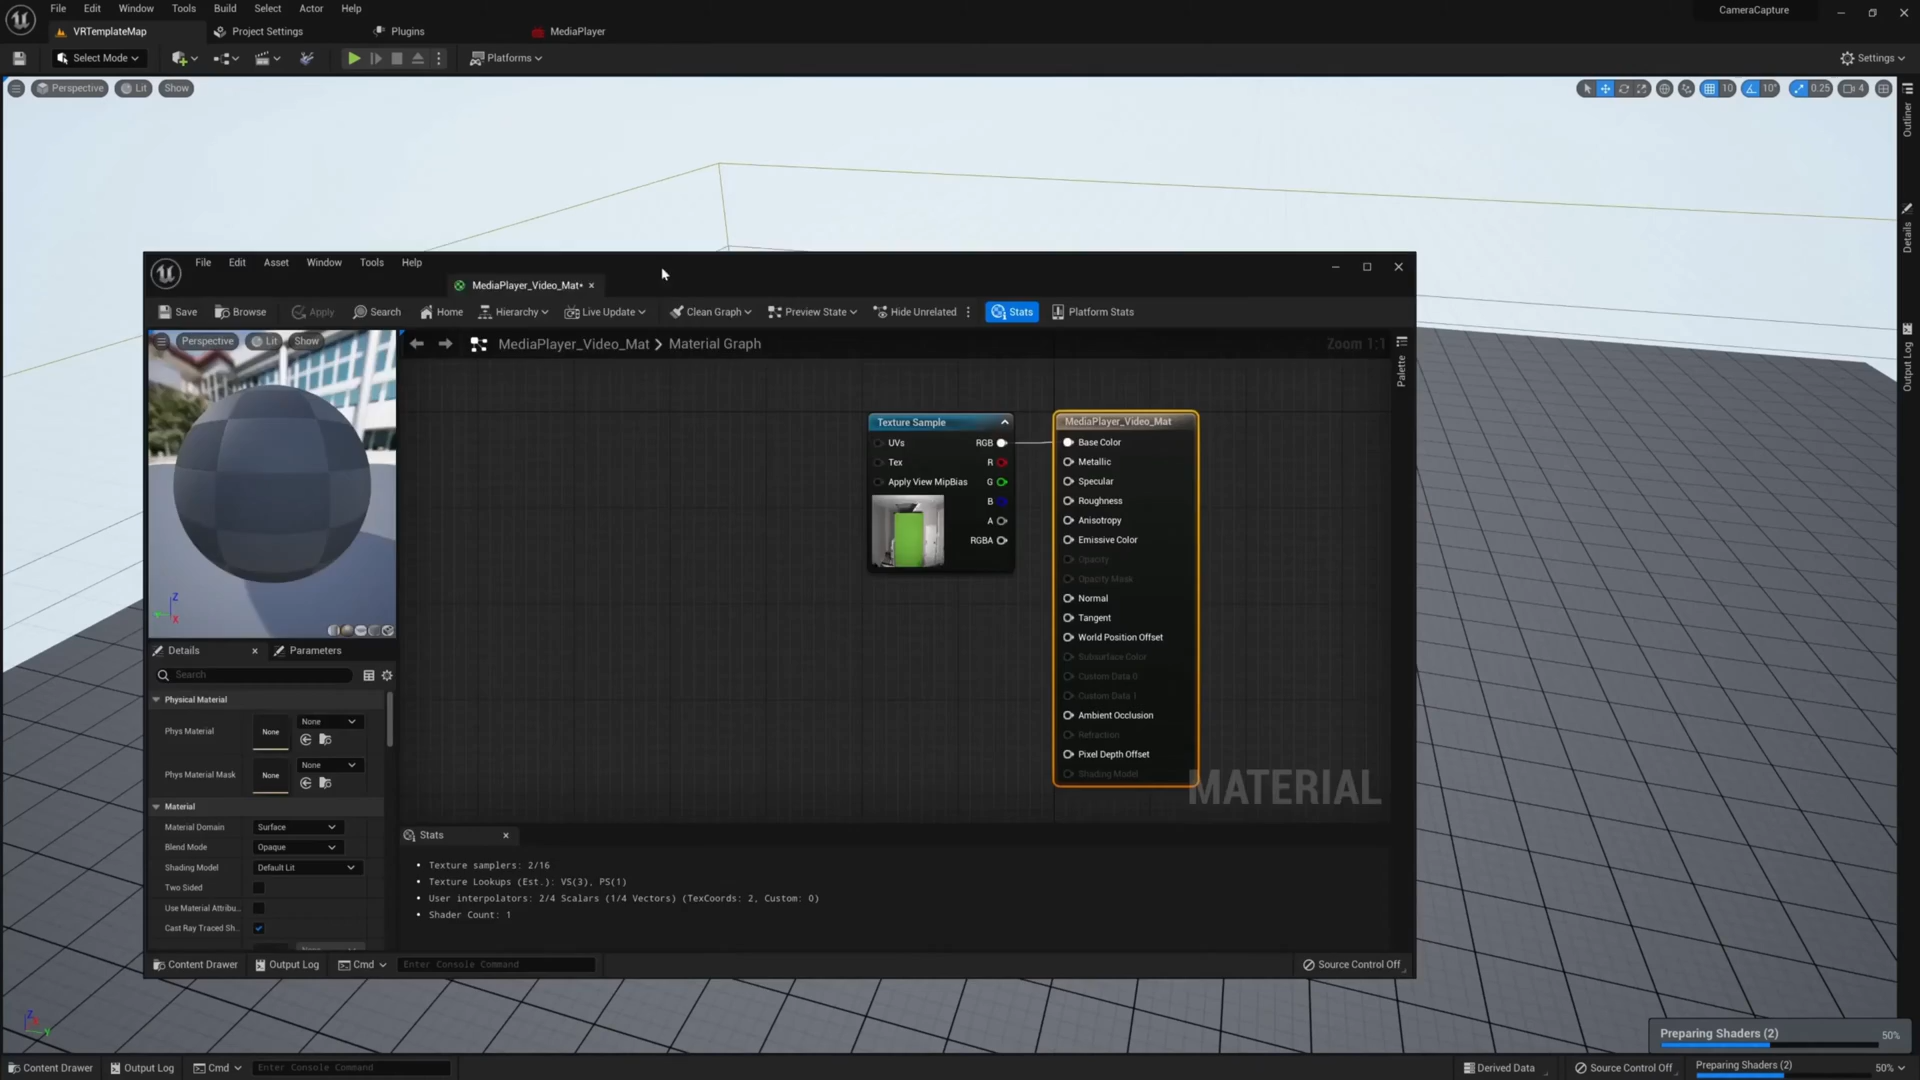 File Edit Window Tools Build Select Actor Help
CameraCapture
VRTemplateMap
Project Settings
Plugins
MediaPlayer
Select Mode
Platforms
Settings
Perspective
Lit
Show
10
10°
0.25
4
Outliner
Details
Output Log
File Edit Asset Window Tools Help
MediaPlayer_Video_Mat•
Save
Browse
Apply
Search
Home
Hierarchy
Live Update
Clean Graph
Preview State
Hide Unrelated
Stats
Platform Stats
Perspective
Lit
Show
MediaPlayer_Video_Mat > Material Graph
Zoom 1:1
Palette
Texture Sample
UVs
RGB
Tex
R
Apply View MipBias
G
B
A
RGBA
MediaPlayer_Video_Mat
Base Color
Metallic
Specular
Roughness
Anisotropy
Emissive Color
Opacity
Opacity Mask
Normal
Tangent
World Position Offset
Subsurface Color
Custom Data 0
Custom Data 1
Ambient Occlusion
Refraction
Pixel Depth Offset
Shading Model
MATERIAL
Z
X
Details
Parameters
Search
Physical Material
Phys Material
None
None
Phys Material Mask
None
None
Material
Material Domain
Surface
Blend Mode
Opaque
Shading Model
Default Lit
Two Sided
Use Material Attribu..
Cast Ray Traced Sh..
Stats
• Texture samplers: 2/16
• Texture Lookups (Est.): VS(3), PS(1)
• User interpolators: 2/4 Scalars (1/4 Vectors) (TexCoords: 2, Custom: 0)
• Shader Count: 1
Content Drawer
Output Log
Cmd
Enter Console Command
Source Control Off
Z
Y
Preparing Shaders (2)
50%
Content Drawer
Output Log
Cmd
Enter Console Command
Derived Data
Source Control Off
Preparing Shaders (2)
50%